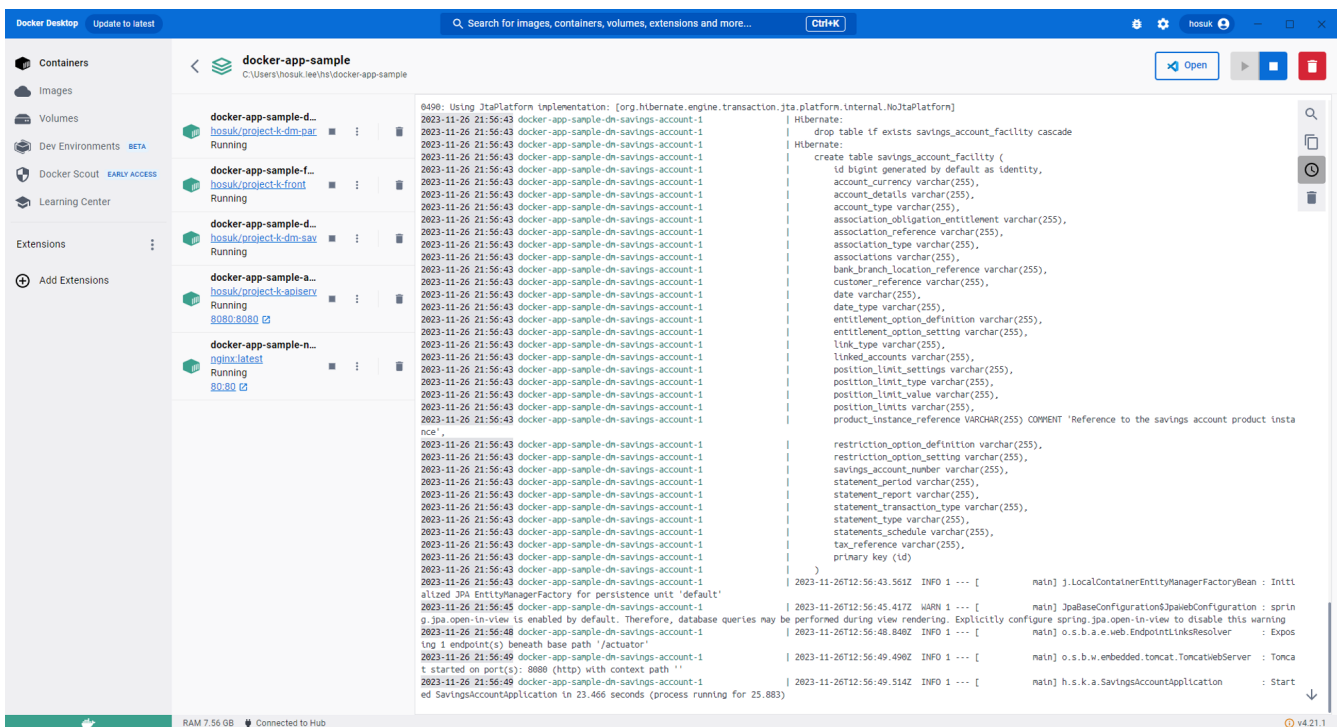 Docker Desktop Update to latest Search for images, containers, volumes, extensions and more... Ctrl+K hosuk
Containers
Images
Volumes
Dev Environments BETA
Docker Scout EARLY ACCESS
Learning Center
Extensions
Add Extensions
docker-app-sample
C:\Users\hosuk.lee\hs\docker-app-sample
Open
docker-app-sample-d...
hosuk/project-k-dm-par
Running
docker-app-sample-f...
hosuk/project-k-front
Running
docker-app-sample-d...
hosuk/project-k-dm-sav
Running
docker-app-sample-a...
hosuk/project-k-apiserv
Running
8080:8080
docker-app-sample-n...
nginx:latest
Running
80:80
0490: Using JtaPlatform implementation: [org.hibernate.engine.transaction.jta.platform.internal.NoJtaPlatform]
2023-11-26 21:56:43 docker-app-sample-dm-savings-account-1 | Hibernate:
2023-11-26 21:56:43 docker-app-sample-dm-savings-account-1 | drop table if exists savings_account_facility cascade
2023-11-26 21:56:43 docker-app-sample-dm-savings-account-1 | Hibernate:
2023-11-26 21:56:43 docker-app-sample-dm-savings-account-1 | create table savings_account_facility (
2023-11-26 21:56:43 docker-app-sample-dm-savings-account-1 | id bigint generated by default as identity,
2023-11-26 21:56:43 docker-app-sample-dm-savings-account-1 | account_currency varchar(255),
2023-11-26 21:56:43 docker-app-sample-dm-savings-account-1 | account_details varchar(255),
2023-11-26 21:56:43 docker-app-sample-dm-savings-account-1 | account_type varchar(255),
2023-11-26 21:56:43 docker-app-sample-dm-savings-account-1 | association_obligation_entitlement varchar(255),
2023-11-26 21:56:43 docker-app-sample-dm-savings-account-1 | association_reference varchar(255),
2023-11-26 21:56:43 docker-app-sample-dm-savings-account-1 | association_type varchar(255),
2023-11-26 21:56:43 docker-app-sample-dm-savings-account-1 | associations varchar(255),
2023-11-26 21:56:43 docker-app-sample-dm-savings-account-1 | bank_branch_location_reference varchar(255),
2023-11-26 21:56:43 docker-app-sample-dm-savings-account-1 | customer_reference varchar(255),
2023-11-26 21:56:43 docker-app-sample-dm-savings-account-1 | date varchar(255),
2023-11-26 21:56:43 docker-app-sample-dm-savings-account-1 | date_type varchar(255),
2023-11-26 21:56:43 docker-app-sample-dm-savings-account-1 | entitlement_option_definition varchar(255),
2023-11-26 21:56:43 docker-app-sample-dm-savings-account-1 | entitlement_option_setting varchar(255),
2023-11-26 21:56:43 docker-app-sample-dm-savings-account-1 | link_type varchar(255),
2023-11-26 21:56:43 docker-app-sample-dm-savings-account-1 | linked_accounts varchar(255),
2023-11-26 21:56:43 docker-app-sample-dm-savings-account-1 | position_limit_settings varchar(255),
2023-11-26 21:56:43 docker-app-sample-dm-savings-account-1 | position_limit_type varchar(255),
2023-11-26 21:56:43 docker-app-sample-dm-savings-account-1 | position_limit_value varchar(255),
2023-11-26 21:56:43 docker-app-sample-dm-savings-account-1 | position_limits varchar(255),
2023-11-26 21:56:43 docker-app-sample-dm-savings-account-1 | product_instance_reference VARCHAR(255) COMMENT 'Reference to the savings account product insta
nce',
2023-11-26 21:56:43 docker-app-sample-dm-savings-account-1 | restriction_option_definition varchar(255),
2023-11-26 21:56:43 docker-app-sample-dm-savings-account-1 | restriction_option_setting varchar(255),
2023-11-26 21:56:43 docker-app-sample-dm-savings-account-1 | savings_account_number varchar(255),
2023-11-26 21:56:43 docker-app-sample-dm-savings-account-1 | statement_period varchar(255),
2023-11-26 21:56:43 docker-app-sample-dm-savings-account-1 | statement_report varchar(255),
2023-11-26 21:56:43 docker-app-sample-dm-savings-account-1 | statement_transaction_type varchar(255),
2023-11-26 21:56:43 docker-app-sample-dm-savings-account-1 | statement_type varchar(255),
2023-11-26 21:56:43 docker-app-sample-dm-savings-account-1 | statements_schedule varchar(255),
2023-11-26 21:56:43 docker-app-sample-dm-savings-account-1 | tax_reference varchar(255),
2023-11-26 21:56:43 docker-app-sample-dm-savings-account-1 | primary key (id)
2023-11-26 21:56:43 docker-app-sample-dm-savings-account-1 | )
2023-11-26 21:56:43 docker-app-sample-dm-savings-account-1 | 2023-11-26T12:56:43.561Z INFO 1 --- [ main] j.LocalContainerEntityManagerFactoryBean : Initi
alized JPA EntityManagerFactory for persistence unit 'default'
2023-11-26 21:56:45 docker-app-sample-dm-savings-account-1 | 2023-11-26T12:56:45.417Z WARN 1 --- [ main] JpaBaseConfiguration$JpaWebConfiguration : sprin
g.jpa.open-in-view is enabled by default. Therefore, database queries may be performed during view rendering. Explicitly configure spring.jpa.open-in-view to disable this warning
2023-11-26 21:56:48 docker-app-sample-dm-savings-account-1 | 2023-11-26T12:56:48.840Z INFO 1 --- [ main] o.s.b.a.e.web.EndpointLinksResolver : Expos
ing 1 endpoint(s) beneath base path '/actuator'
2023-11-26 21:56:49 docker-app-sample-dm-savings-account-1 | 2023-11-26T12:56:49.490Z INFO 1 --- [ main] o.s.b.w.embedded.tomcat.TomcatWebServer : Tomca
t started on port(s): 8080 (http) with context path ''
2023-11-26 21:56:49 docker-app-sample-dm-savings-account-1 | 2023-11-26T12:56:49.514Z INFO 1 --- [ main] h.s.k.a.SavingsAccountApplication : Start
ed SavingsAccountApplication in 23.466 seconds (process running for 25.883)
RAM 7.56 GB Connected to Hub v4.21.1